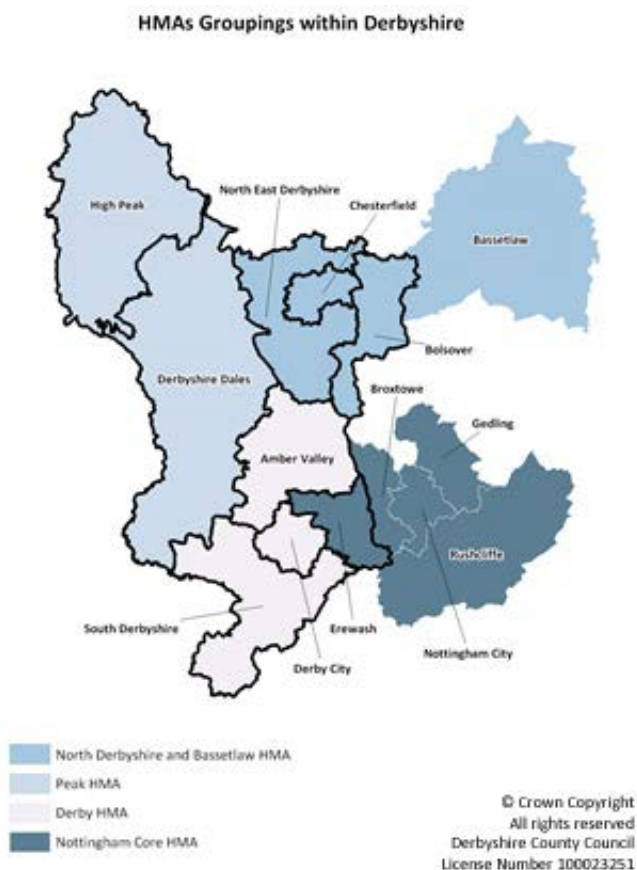 HMAs Groupings within Derbyshire
High Peak
North East Derbyshire
Chesterfield
Bassetlaw
Bolsover
Derbyshire Dales
Broxtowe
Gedling
Amber Valley
Rushcliffe
South Derbyshire
Erewash
Derby City
Nottingham City
North Derbyshire and Bassetlaw HMA
Peak HMA
Derby HMA
Nottingham Core HMA
© Crown Copyright
All rights reserved
Derbyshire County Council
License Number 100023251